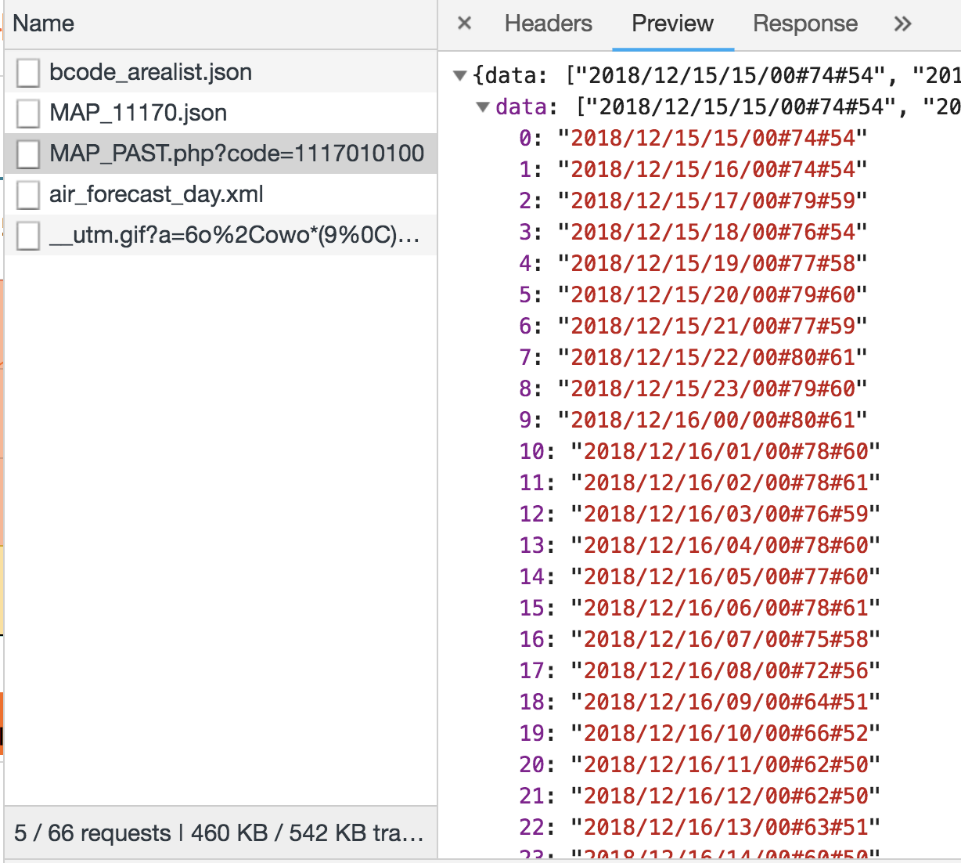 Name
bcode_arealist.json
MAP_11170.json
MAP_PAST.php?code=1117010100
air_forecast_day.xml
__utm.gif?a=6o%2Cowo*(9%0C)...
5 / 66 requests | 460 KB / 542 KB tra...
× Headers Preview Response »
▼{data: ["2018/12/15/15/00#74#54", "201
▼data: ["2018/12/15/15/00#74#54", "20
0: "2018/12/15/15/00#74#54"
1: "2018/12/15/16/00#74#54"
2: "2018/12/15/17/00#79#59"
3: "2018/12/15/18/00#76#54"
4: "2018/12/15/19/00#77#58"
5: "2018/12/15/20/00#79#60"
6: "2018/12/15/21/00#77#59"
7: "2018/12/15/22/00#80#61"
8: "2018/12/15/23/00#79#60"
9: "2018/12/16/00/00#80#61"
10: "2018/12/16/01/00#78#60"
11: "2018/12/16/02/00#78#61"
12: "2018/12/16/03/00#76#59"
13: "2018/12/16/04/00#78#60"
14: "2018/12/16/05/00#77#60"
15: "2018/12/16/06/00#78#61"
16: "2018/12/16/07/00#75#58"
17: "2018/12/16/08/00#72#56"
18: "2018/12/16/09/00#64#51"
19: "2018/12/16/10/00#66#52"
20: "2018/12/16/11/00#62#50"
21: "2018/12/16/12/00#62#50"
22: "2018/12/16/13/00#63#51"
23: "2018/12/16/14/00#60#50"